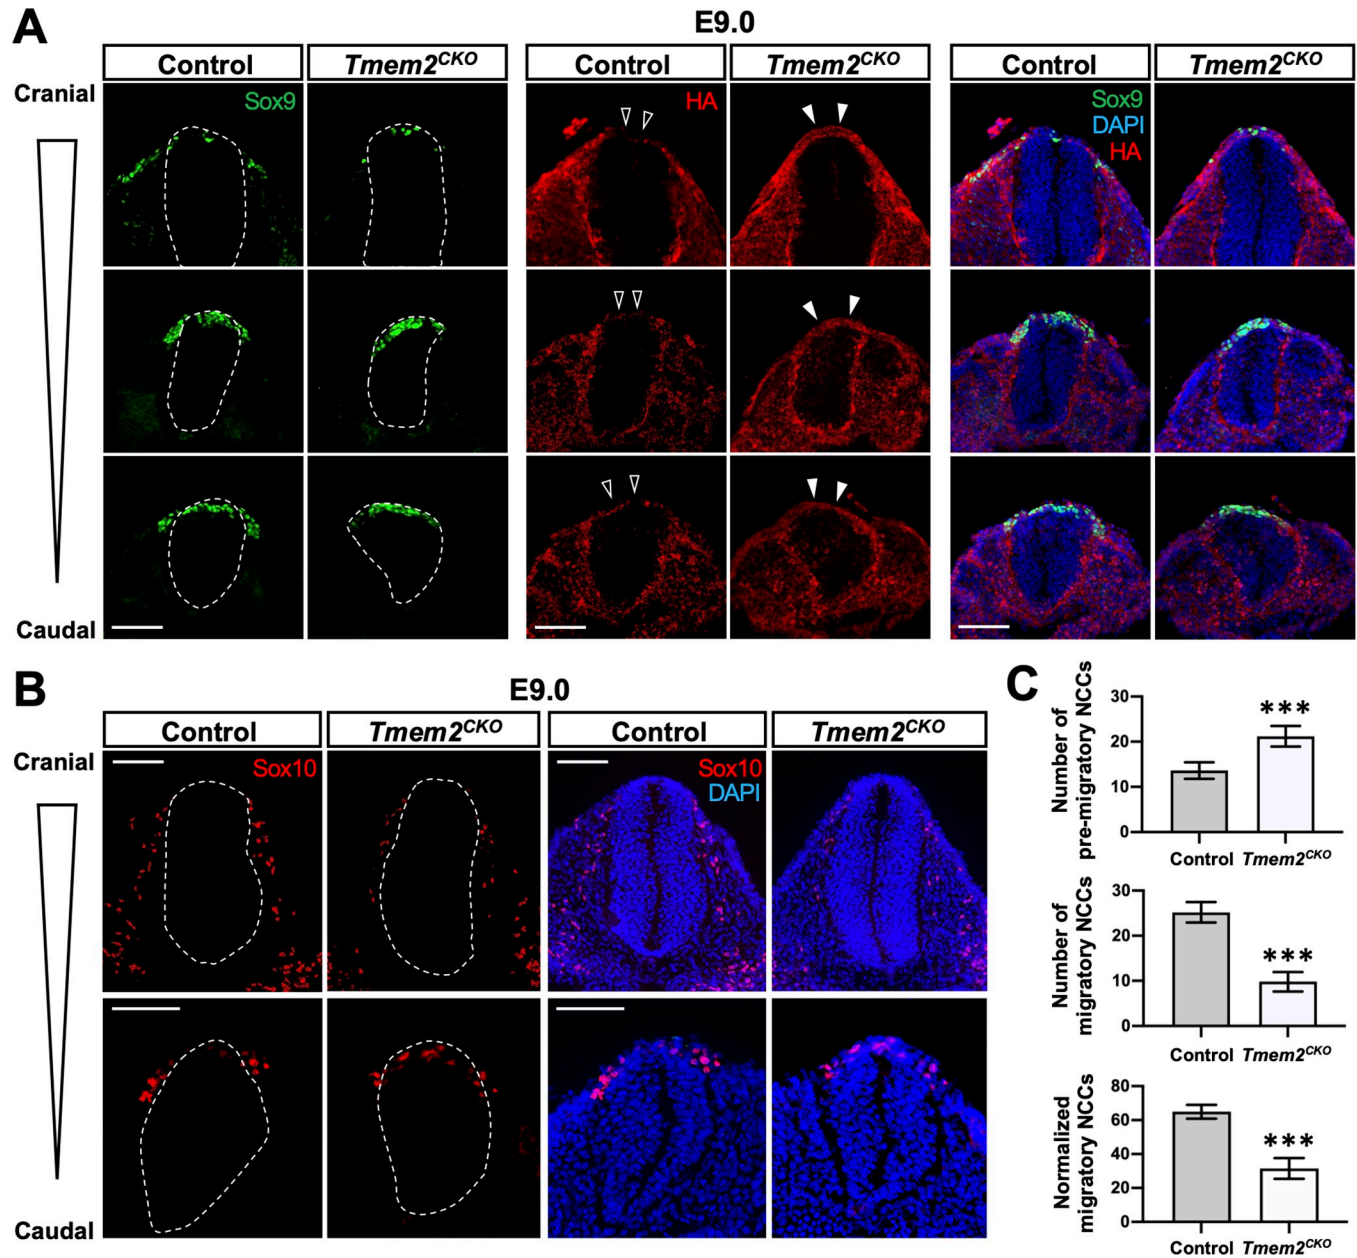 A
E9.0
Control
Tmem2CKO
Control
Tmem2CKO
Control
Tmem2CKO
Cranial
Sox9
HA
Sox9
DAPI
HA
Caudal
B
E9.0
Control
Tmem2CKO
Control
Tmem2CKO
Cranial
Sox10
Sox10
DAPI
Caudal
C
Number of
pre-migratory NCCs
30
20
10
0
***
Control Tmem2CKO
Number of
migratory NCCs
30
20
10
0
***
Control Tmem2CKO
Normalized
migratory NCCs
80
60
40
20
0
***
Control Tmem2CKO